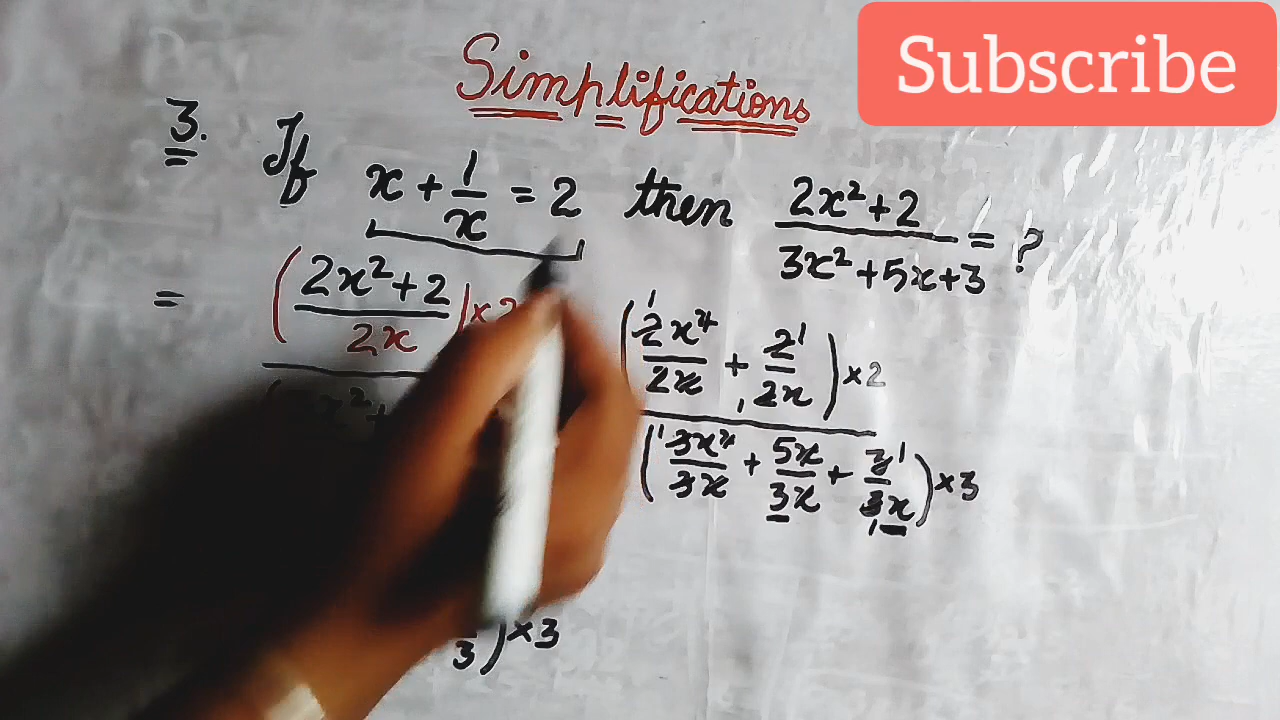 Subscribe
Simplifications
3. If x + 1/x = 2 then (2x² + 2)/(3x² + 5x + 3) = ?
= ((2x² + 2)/2x) × 2
((2x²/2x) + (2/2x)) × 2
((3x²/3x) + (5x/3x) + (3/3x)) × 3
3) × 3